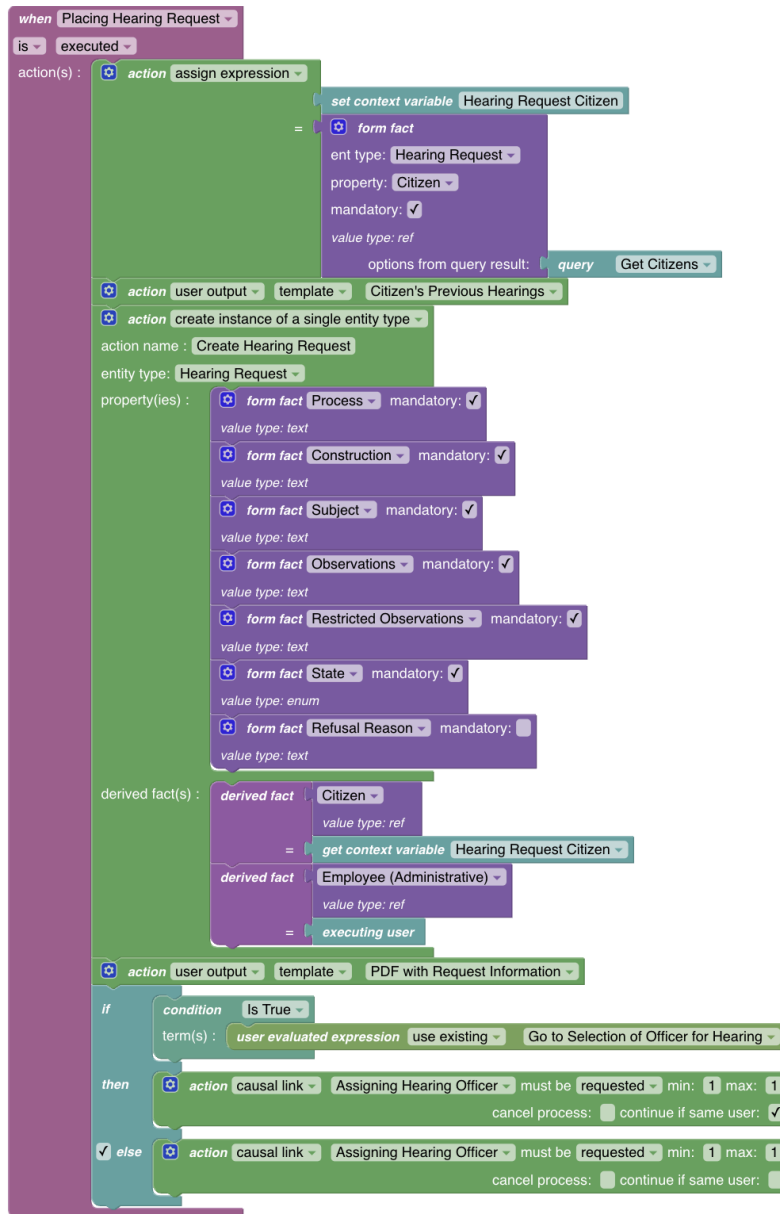 when Placing Hearing Request
is executed
action(s) : action assign expression
set context variable Hearing Request Citizen
= form fact
ent type: Hearing Request
property: Citizen
mandatory: ✓
value type: ref
options from query result: query Get Citizens
action user output template Citizen's Previous Hearings
action create instance of a single entity type
action name : Create Hearing Request
entity type: Hearing Request
property(ies) : form fact Process mandatory: ✓
value type: text
form fact Construction mandatory: ✓
value type: text
form fact Subject mandatory: ✓
value type: text
form fact Observations mandatory: ✓
value type: text
form fact Restricted Observations mandatory: ✓
value type: text
form fact State mandatory: ✓
value type: enum
form fact Refusal Reason mandatory:
value type: text
derived fact(s) : derived fact Citizen
value type: ref
= get context variable Hearing Request Citizen
derived fact Employee (Administrative)
value type: ref
= executing user
action user output template PDF with Request Information
if condition Is True
term(s) : user evaluated expression use existing Go to Selection of Officer for Hearing
then action causal link Assigning Hearing Officer must be requested min: 1 max: 1
cancel process: continue if same user: ✓
✓ else action causal link Assigning Hearing Officer must be requested min: 1 max: 1
cancel process: continue if same user: